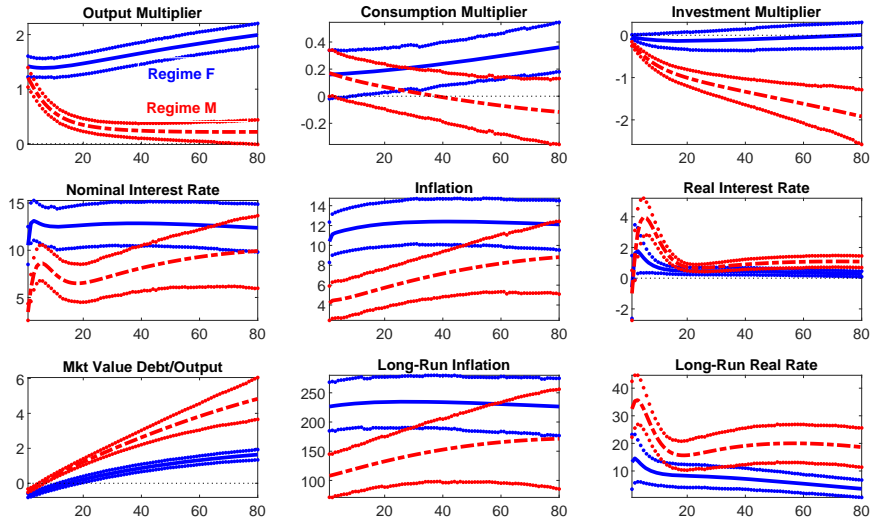 Output Multiplier
2
1
0
Regime F
Regime M
20 40 60 80
Consumption Multiplier
0.4
0.2
0
-0.2
20 40 60 80
Investment Multiplier
0
-1
-2
20 40 60 80
Nominal Interest Rate
15
10
5
20 40 60 80
Inflation
14
12
10
8
6
4
20 40 60 80
Real Interest Rate
4
2
0
-2
20 40 60 80
Mkt Value Debt/Output
6
4
2
0
20 40 60 80
Long-Run Inflation
250
200
150
100
20 40 60 80
Long-Run Real Rate
40
30
20
10
20 40 60 80